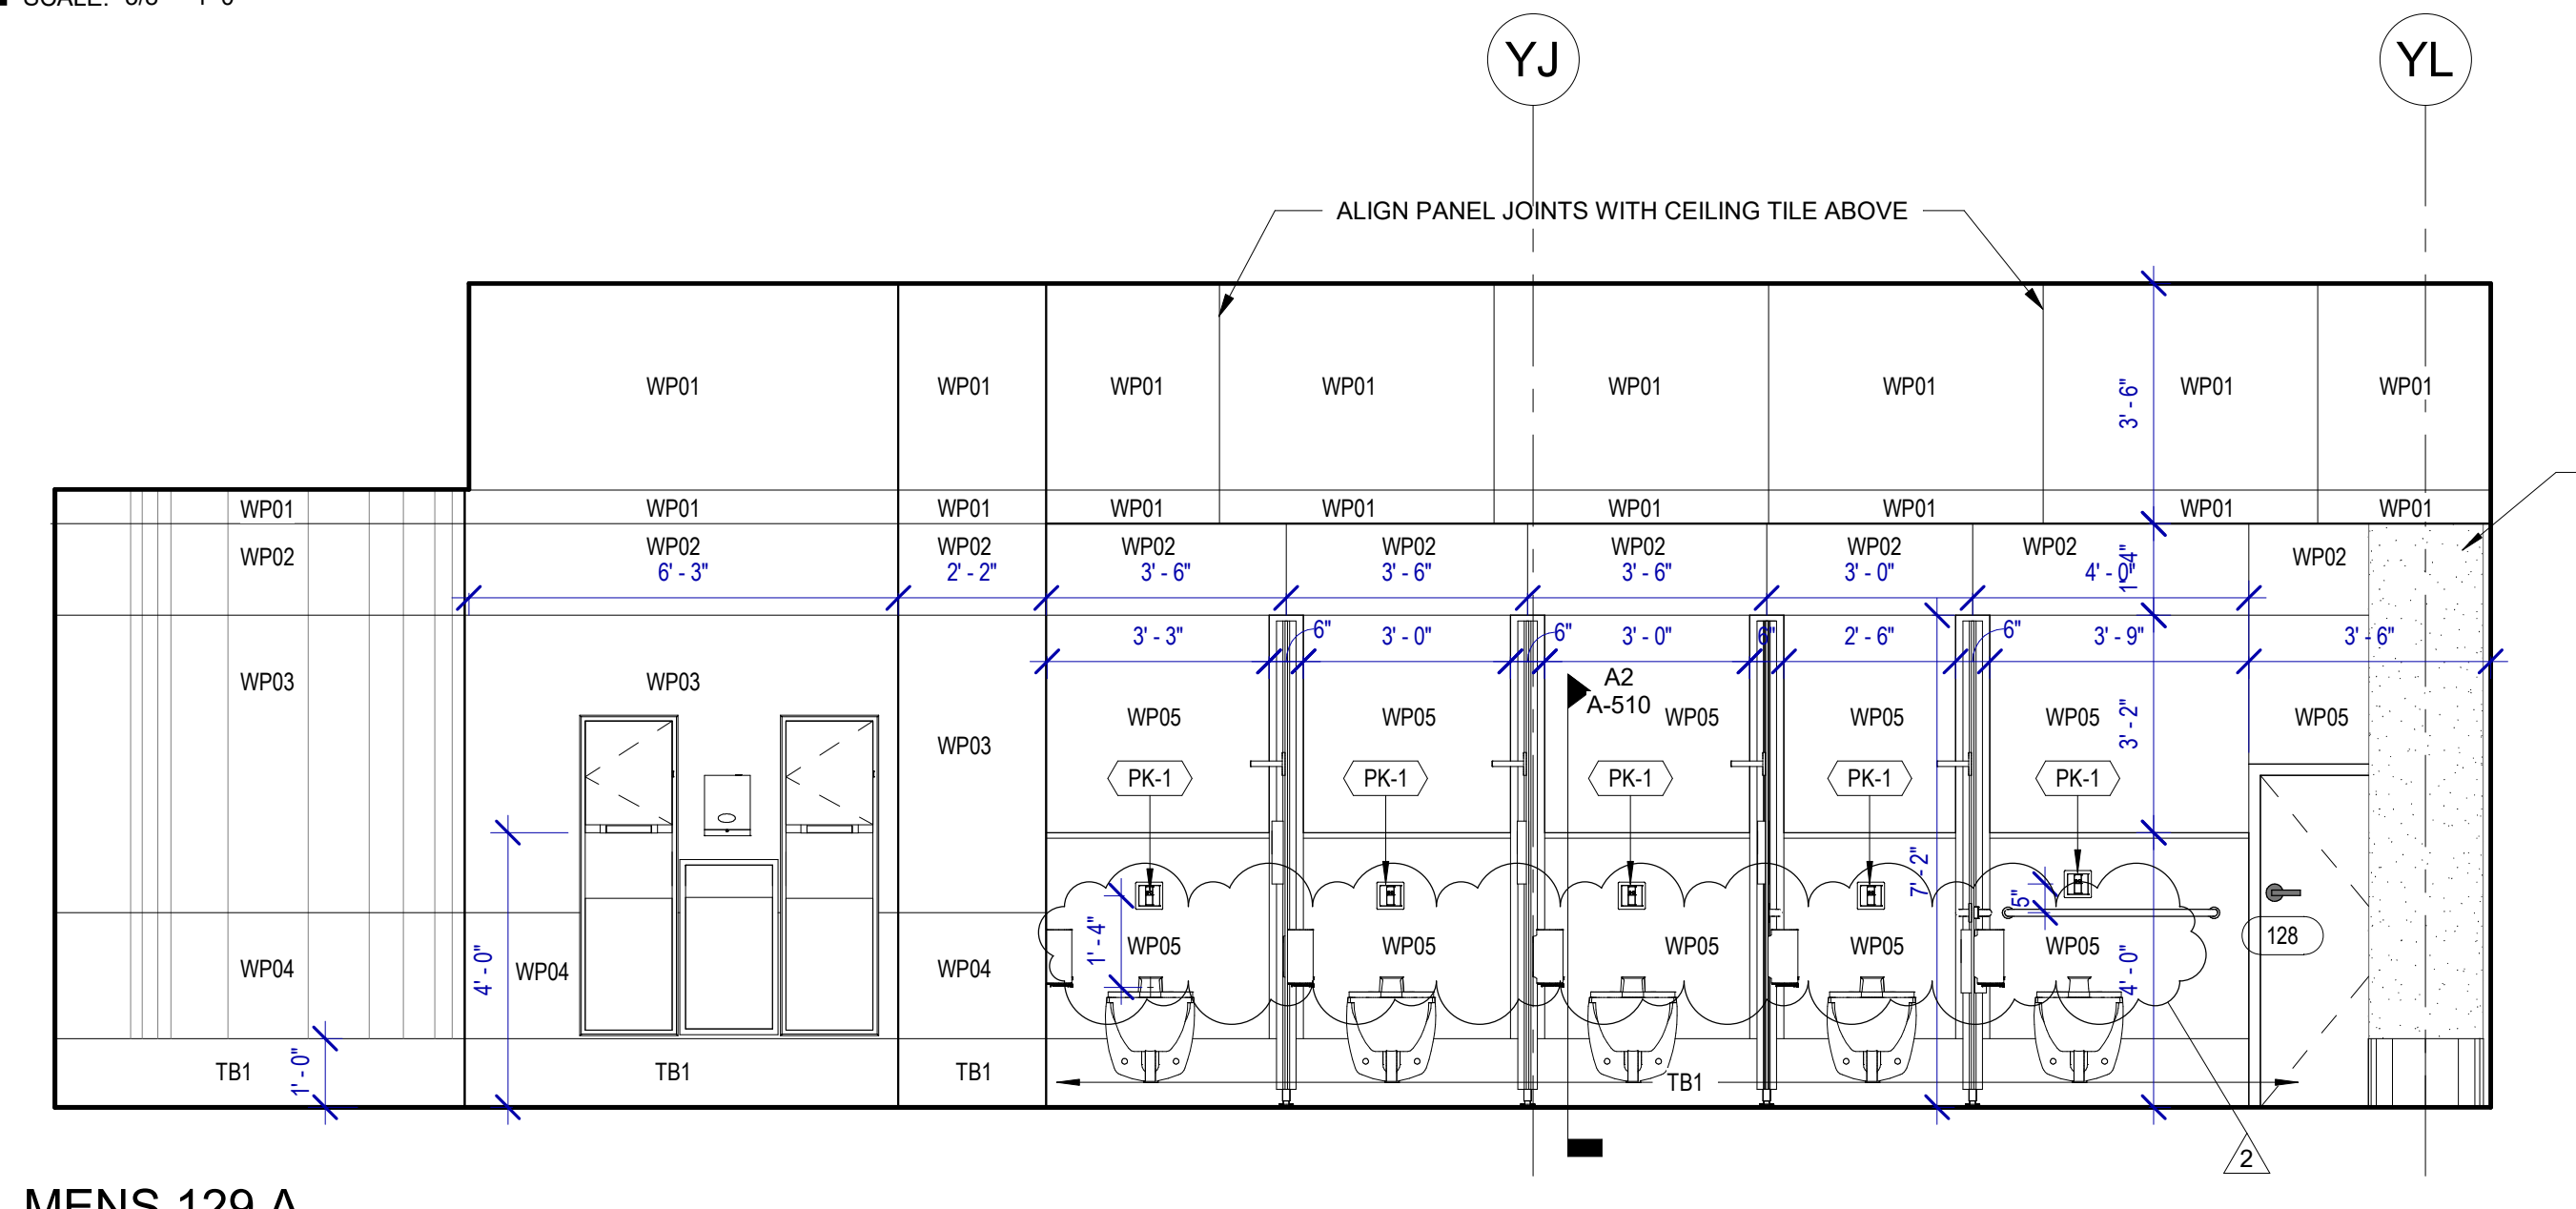 YJ
YL
ALIGN PANEL JOINTS WITH CEILING TILE ABOVE
WP01 WP01 WP01 WP01 WP01 WP01 WP01 WP01
3' - 6"
WP01 WP01 WP01 WP01 WP01 WP01 WP01 WP01 WP01
WP02 WP02 WP02 WP02 WP02 WP02 WP02 WP02 WP02
6' - 3" 2' - 2" 3' - 6" 3' - 6" 3' - 6" 3' - 0" 4' - 0" 1' - 4"
3' - 3" 6" 3' - 0" 6" 3' - 0" 6" 2' - 6" 6" 3' - 9" 3' - 6"
WP03 WP03 A2
A-510
WP05 WP05 WP05 WP05 WP05 3' - 2" WP05
WP03
PK-1 PK-1 PK-1 PK-1 PK-1
7' - 2"
5"
1' - 4" WP05 WP05 WP05 WP05 WP05 128
WP04 4' - 0" WP04 WP04 4' - 0"
TB1 1' - 0" TB1 TB1 TB1
2